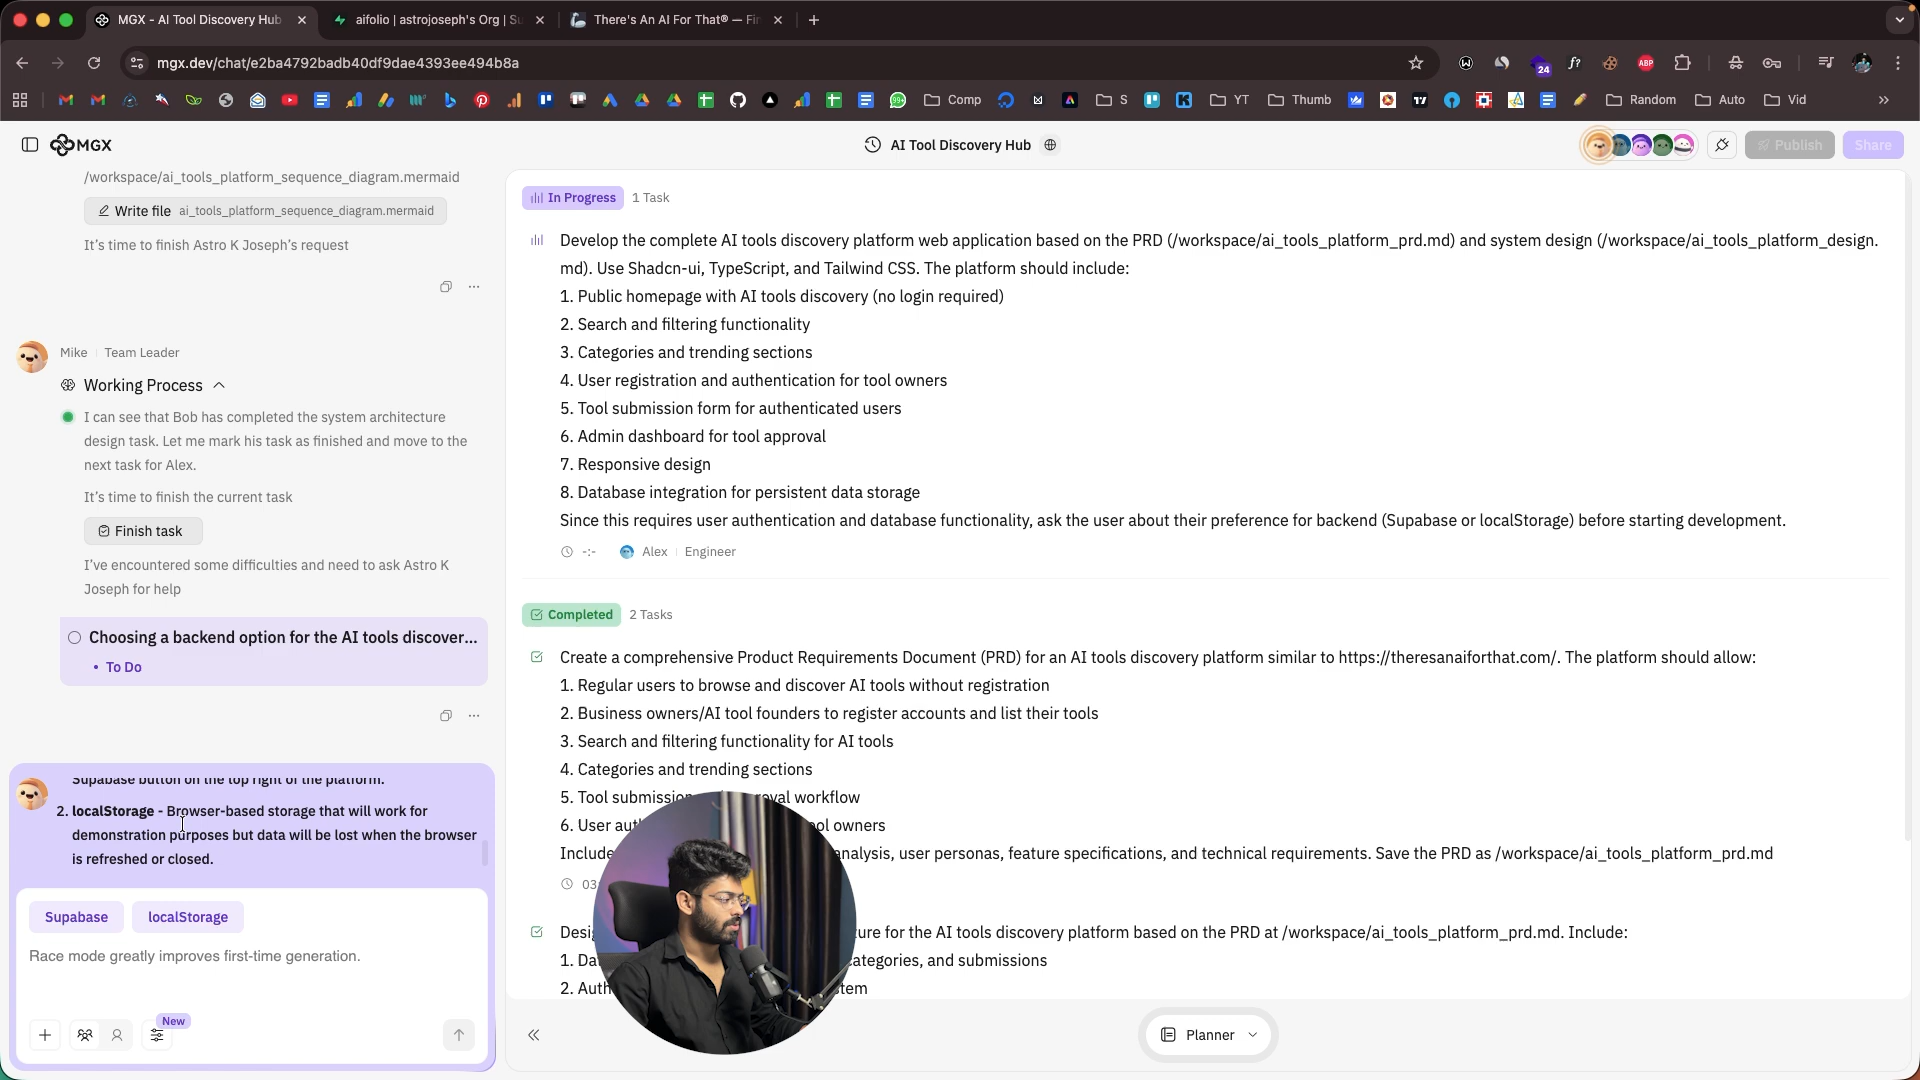 MGX - AI Tool Discovery Hub
aifolio | astrojoseph's Org | Su
There's An AI For That® — Fir
mgx.dev/chat/e2ba4792badb40df9dae4393ee494b8a
24
f?
ABP
Comp
S
YT
Thumb
Random
Auto
Vid
MGX
AI Tool Discovery Hub
Publish
Share
/workspace/ai_tools_platform_sequence_diagram.mermaid
Write file ai_tools_platform_sequence_diagram.mermaid
It's time to finish Astro K Joseph's request
Mike | Team Leader
Working Process
I can see that Bob has completed the system architecture
design task. Let me mark his task as finished and move to the
next task for Alex.
It's time to finish the current task
Finish task
I've encountered some difficulties and need to ask Astro K
Joseph for help
Choosing a backend option for the AI tools discover...
• To Do
Supabase button on the top right of the platform.
2. localStorage - Browser-based storage that will work for
demonstration purposes but data will be lost when the browser
is refreshed or closed.
Supabase
localStorage
Race mode greatly improves first-time generation.
New
In Progress 1 Task
Develop the complete AI tools discovery platform web application based on the PRD (/workspace/ai_tools_platform_prd.md) and system design (/workspace/ai_tools_platform_design.
md). Use Shadcn-ui, TypeScript, and Tailwind CSS. The platform should include:
1. Public homepage with AI tools discovery (no login required)
2. Search and filtering functionality
3. Categories and trending sections
4. User registration and authentication for tool owners
5. Tool submission form for authenticated users
6. Admin dashboard for tool approval
7. Responsive design
8. Database integration for persistent data storage
Since this requires user authentication and database functionality, ask the user about their preference for backend (Supabase or localStorage) before starting development.
-:- Alex | Engineer
Completed 2 Tasks
Create a comprehensive Product Requirements Document (PRD) for an AI tools discovery platform similar to https://theresanaiforthat.com/. The platform should allow:
1. Regular users to browse and discover AI tools without registration
2. Business owners/AI tool founders to register accounts and list their tools
3. Search and filtering functionality for AI tools
4. Categories and trending sections
5. Tool submission roval workflow
6. User aut ool owners
Include analysis, user personas, feature specifications, and technical requirements. Save the PRD as /workspace/ai_tools_platform_prd.md
03:
Desi ure for the AI tools discovery platform based on the PRD at /workspace/ai_tools_platform_prd.md. Include:
1. Da categories, and submissions
2. Auth stem
Planner